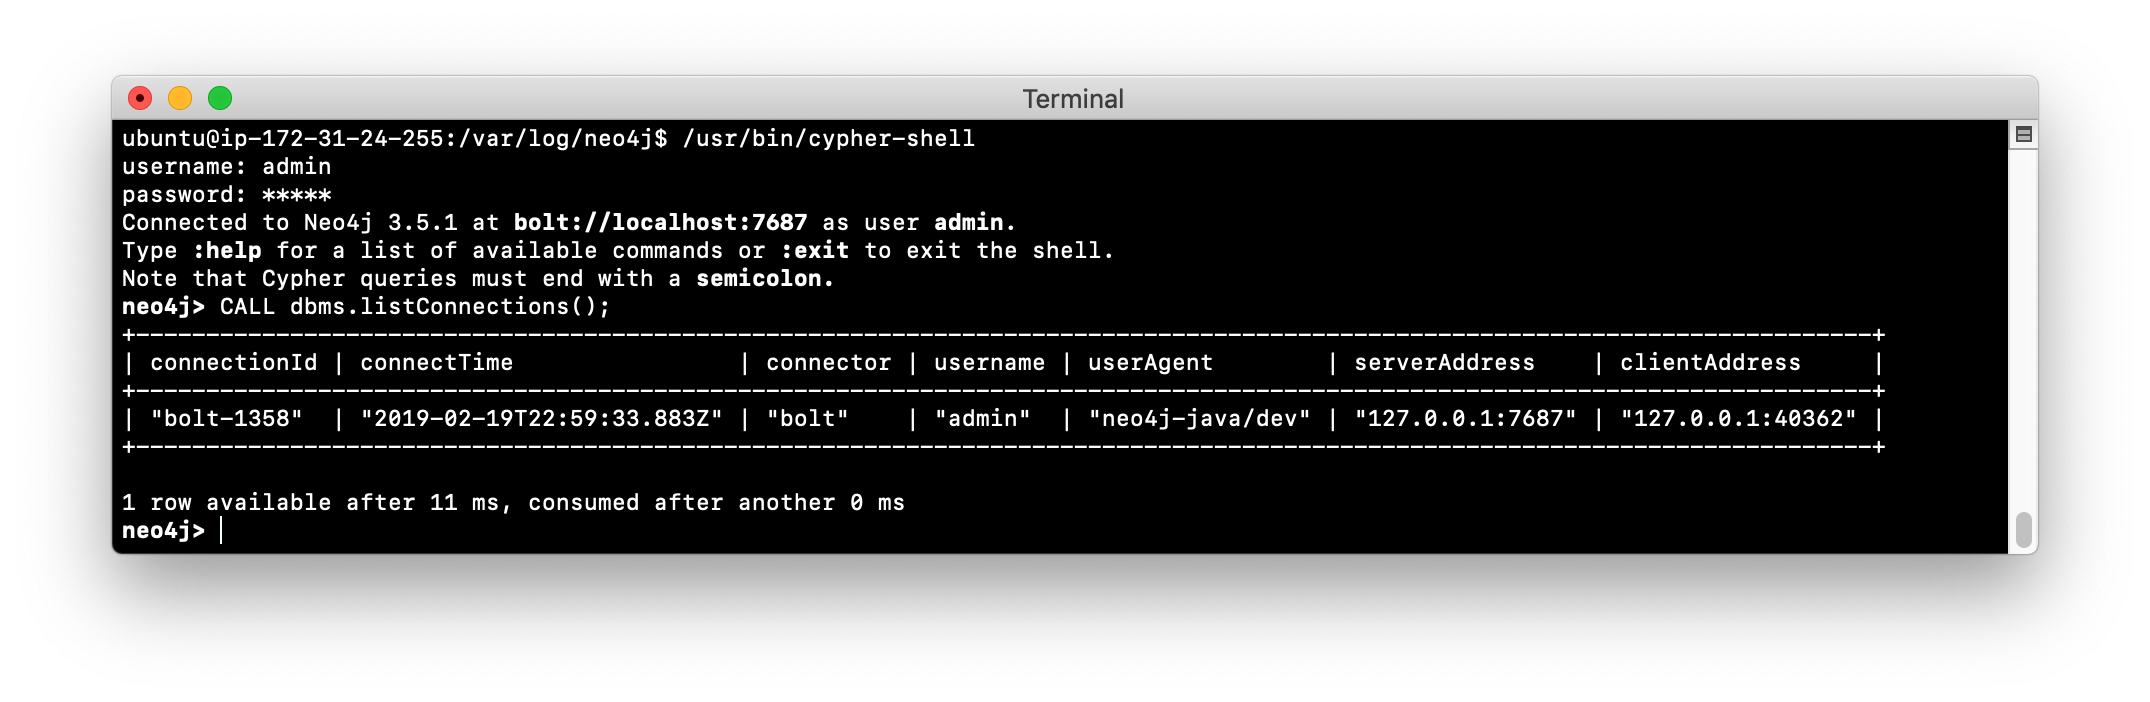 Terminal
ubuntu@ip-172-31-24-255:/var/log/neo4j$ /usr/bin/cypher-shell
username: admin
password: *****
Connected to Neo4j 3.5.1 at bolt://localhost:7687 as user admin.
Type :help for a list of available commands or :exit to exit the shell.
Note that Cypher queries must end with a semicolon.
neo4j> CALL dbms.listConnections();
+----------------------------------------------------------------------------------------------------------------------------+
| connectionId | connectTime                | connector | username | userAgent        | serverAddress    | clientAddress     |
+----------------------------------------------------------------------------------------------------------------------------+
| "bolt-1358"  | "2019-02-19T22:59:33.883Z" | "bolt"    | "admin"  | "neo4j-java/dev" | "127.0.0.1:7687" | "127.0.0.1:40362" |
+----------------------------------------------------------------------------------------------------------------------------+
1 row available after 11 ms, consumed after another 0 ms
neo4j>